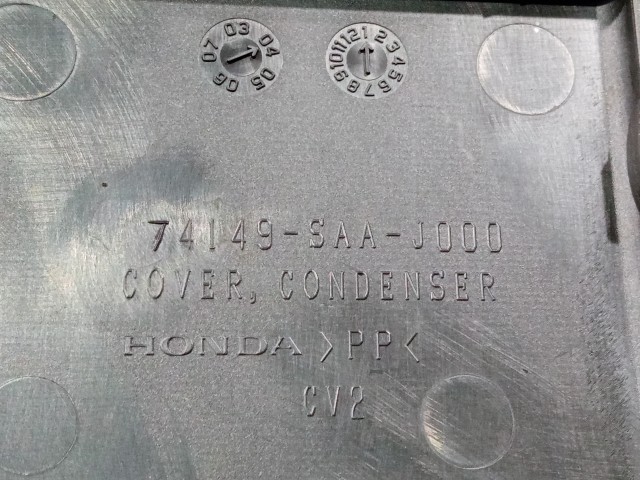 07 03 04 05 06
1 2 3 4 5 6 7 8 9 10 11 12
74149-SAA-J000
COVER, CONDENSER
HONDA >PP<
CV2